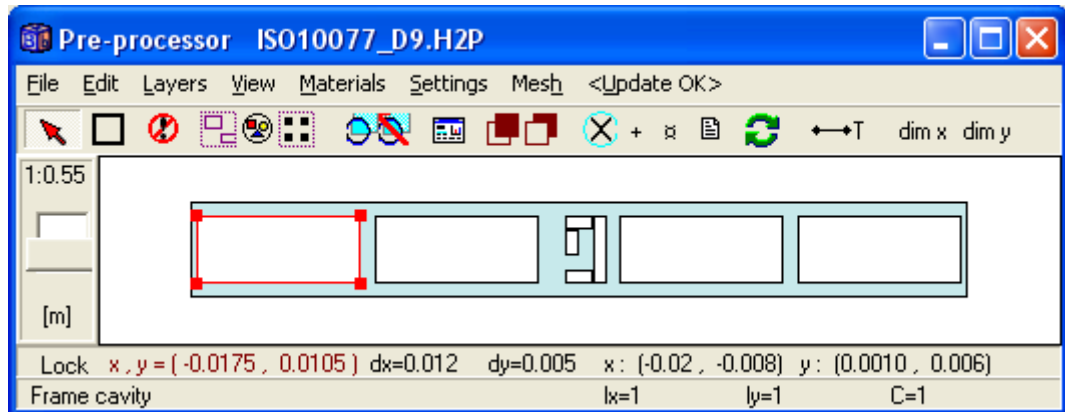 Pre-processor ISO10077_D9.H2P
File Edit Layers View Materials Settings Mesh <Update OK>
T dim x dim y
1:0.55
[m]
Lock x , y = ( -0.0175 , 0.0105 ) dx=0.012 dy=0.005 x : (-0.02 , -0.008) y : (0.0010 , 0.006)
Frame cavity Ix=1 Iy=1 C=1